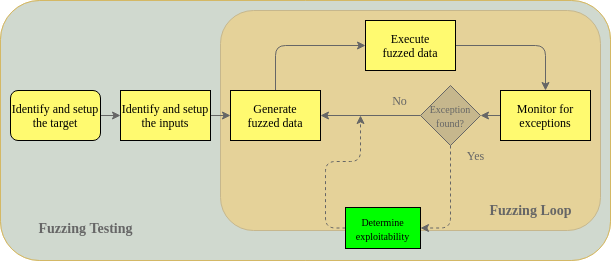 Execute
fuzzed data
Identify and setup
the target
Identify and setup
the inputs
Generate
fuzzed data
No
Exception
found?
Monitor for
exceptions
Yes
Determine
exploitability
Fuzzing Loop
Fuzzing Testing